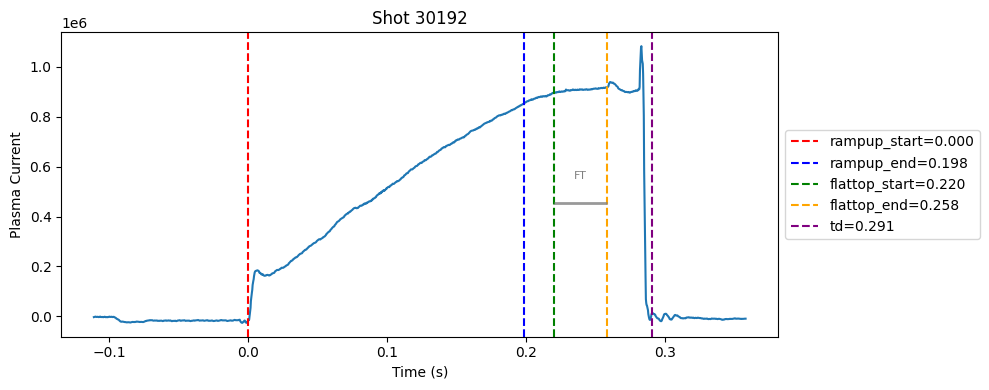 Shot 30192
1e6
1.0
0.8
0.6
0.4
0.2
0.0
Plasma Current
FT
−0.1 0.0 0.1 0.2 0.3
Time (s)
rampup_start=0.000
rampup_end=0.198
flattop_start=0.220
flattop_end=0.258
td=0.291